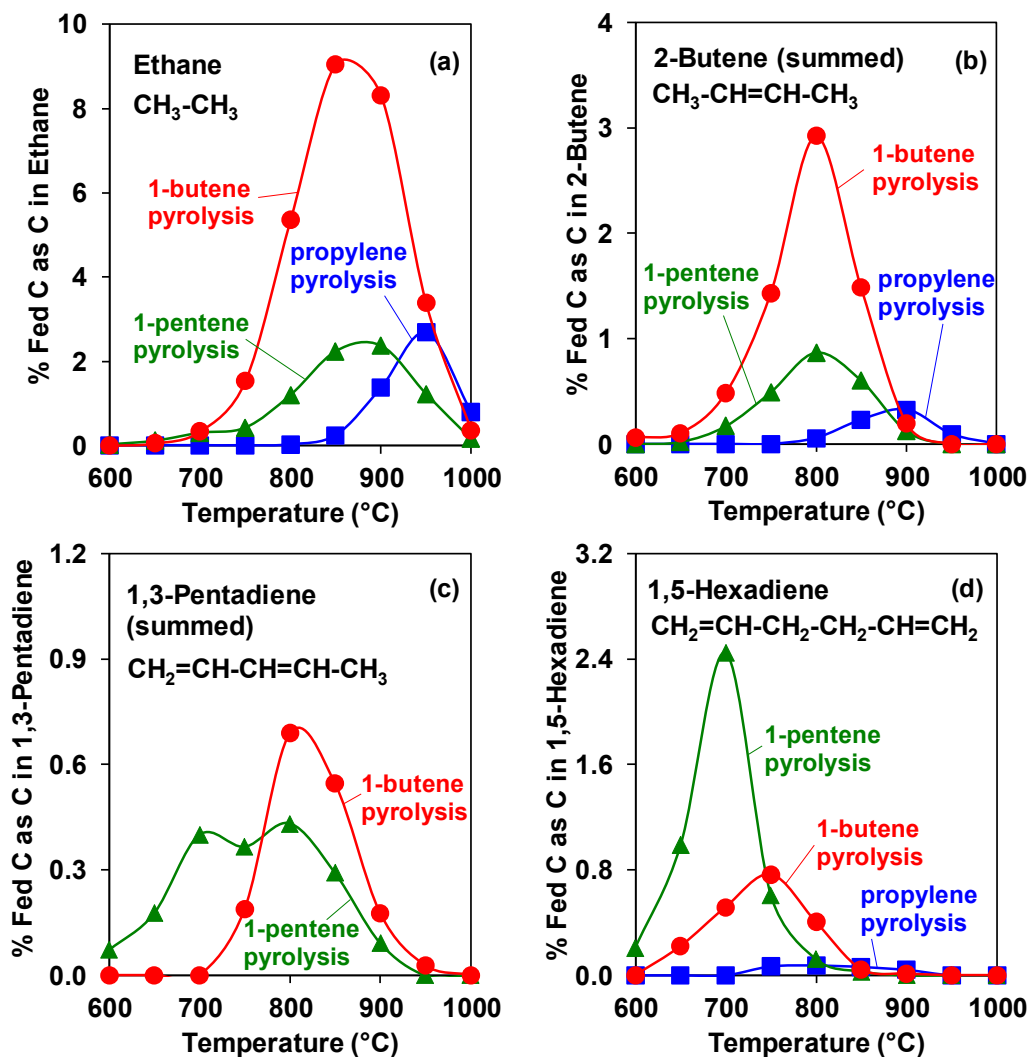 (a)
Ethane
CH₃-CH₃
1-butene
pyrolysis
propylene
pyrolysis
1-pentene
pyrolysis
% Fed C as C in Ethane
10
8
6
4
2
0
600 700 800 900 1000
Temperature (°C)
(b)
2-Butene (summed)
CH₃-CH=CH-CH₃
1-butene
pyrolysis
1-pentene
pyrolysis
propylene
pyrolysis
% Fed C as C in 2-Butene
4
3
2
1
0
600 700 800 900 1000
Temperature (°C)
(c)
1,3-Pentadiene
(summed)
CH₂=CH-CH=CH-CH₃
1-butene
pyrolysis
1-pentene
pyrolysis
% Fed C as C in 1,3-Pentadiene
1.2
0.9
0.6
0.3
0.0
600 700 800 900 1000
Temperature (°C)
(d)
1,5-Hexadiene
CH₂=CH-CH₂-CH₂-CH=CH₂
1-pentene
pyrolysis
1-butene
pyrolysis
propylene
pyrolysis
% Fed C as C in 1,5-Hexadiene
3.2
2.4
1.6
0.8
0.0
600 700 800 900 1000
Temperature (°C)